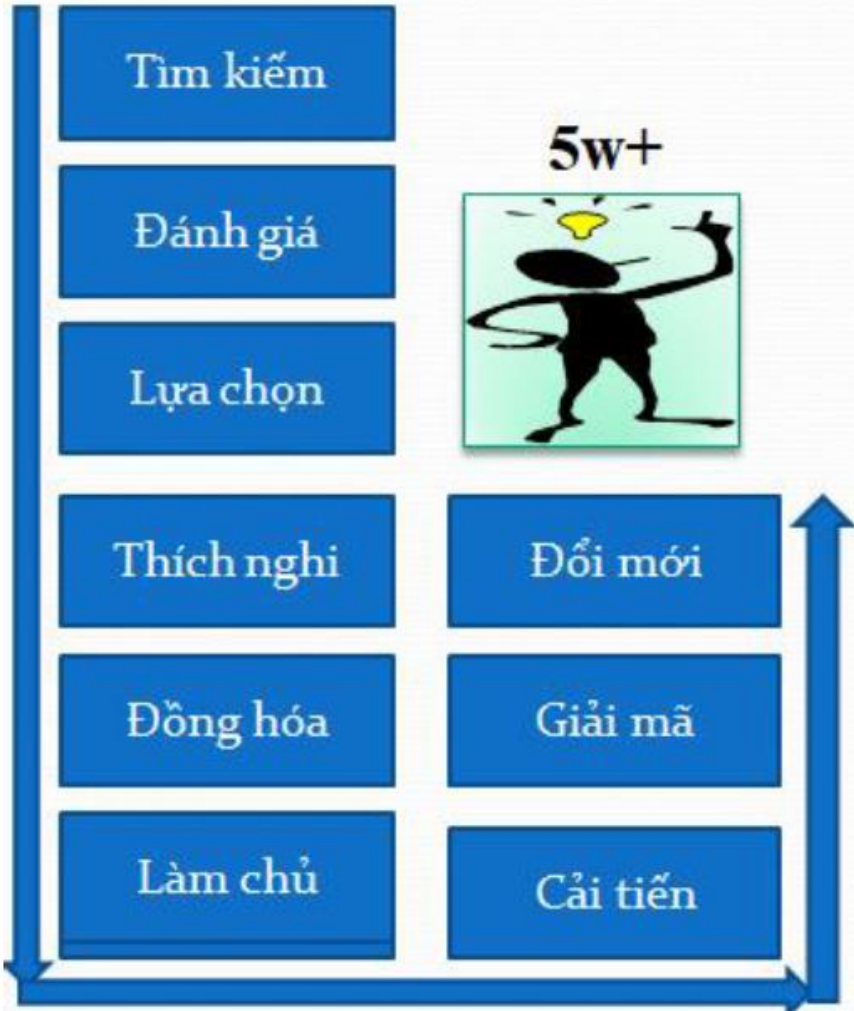 Tìm kiếm
5w+
Đánh giá
Lựa chọn
Thích nghi
Đổi mới
Đồng hóa
Giải mã
Làm chủ
Cải tiến